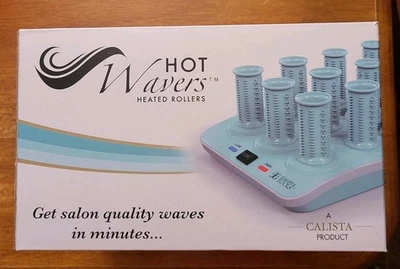 HOT
Wavers™
HEATED ROLLERS
Get salon quality waves
in minutes...
A
CALISTA
PRODUCT